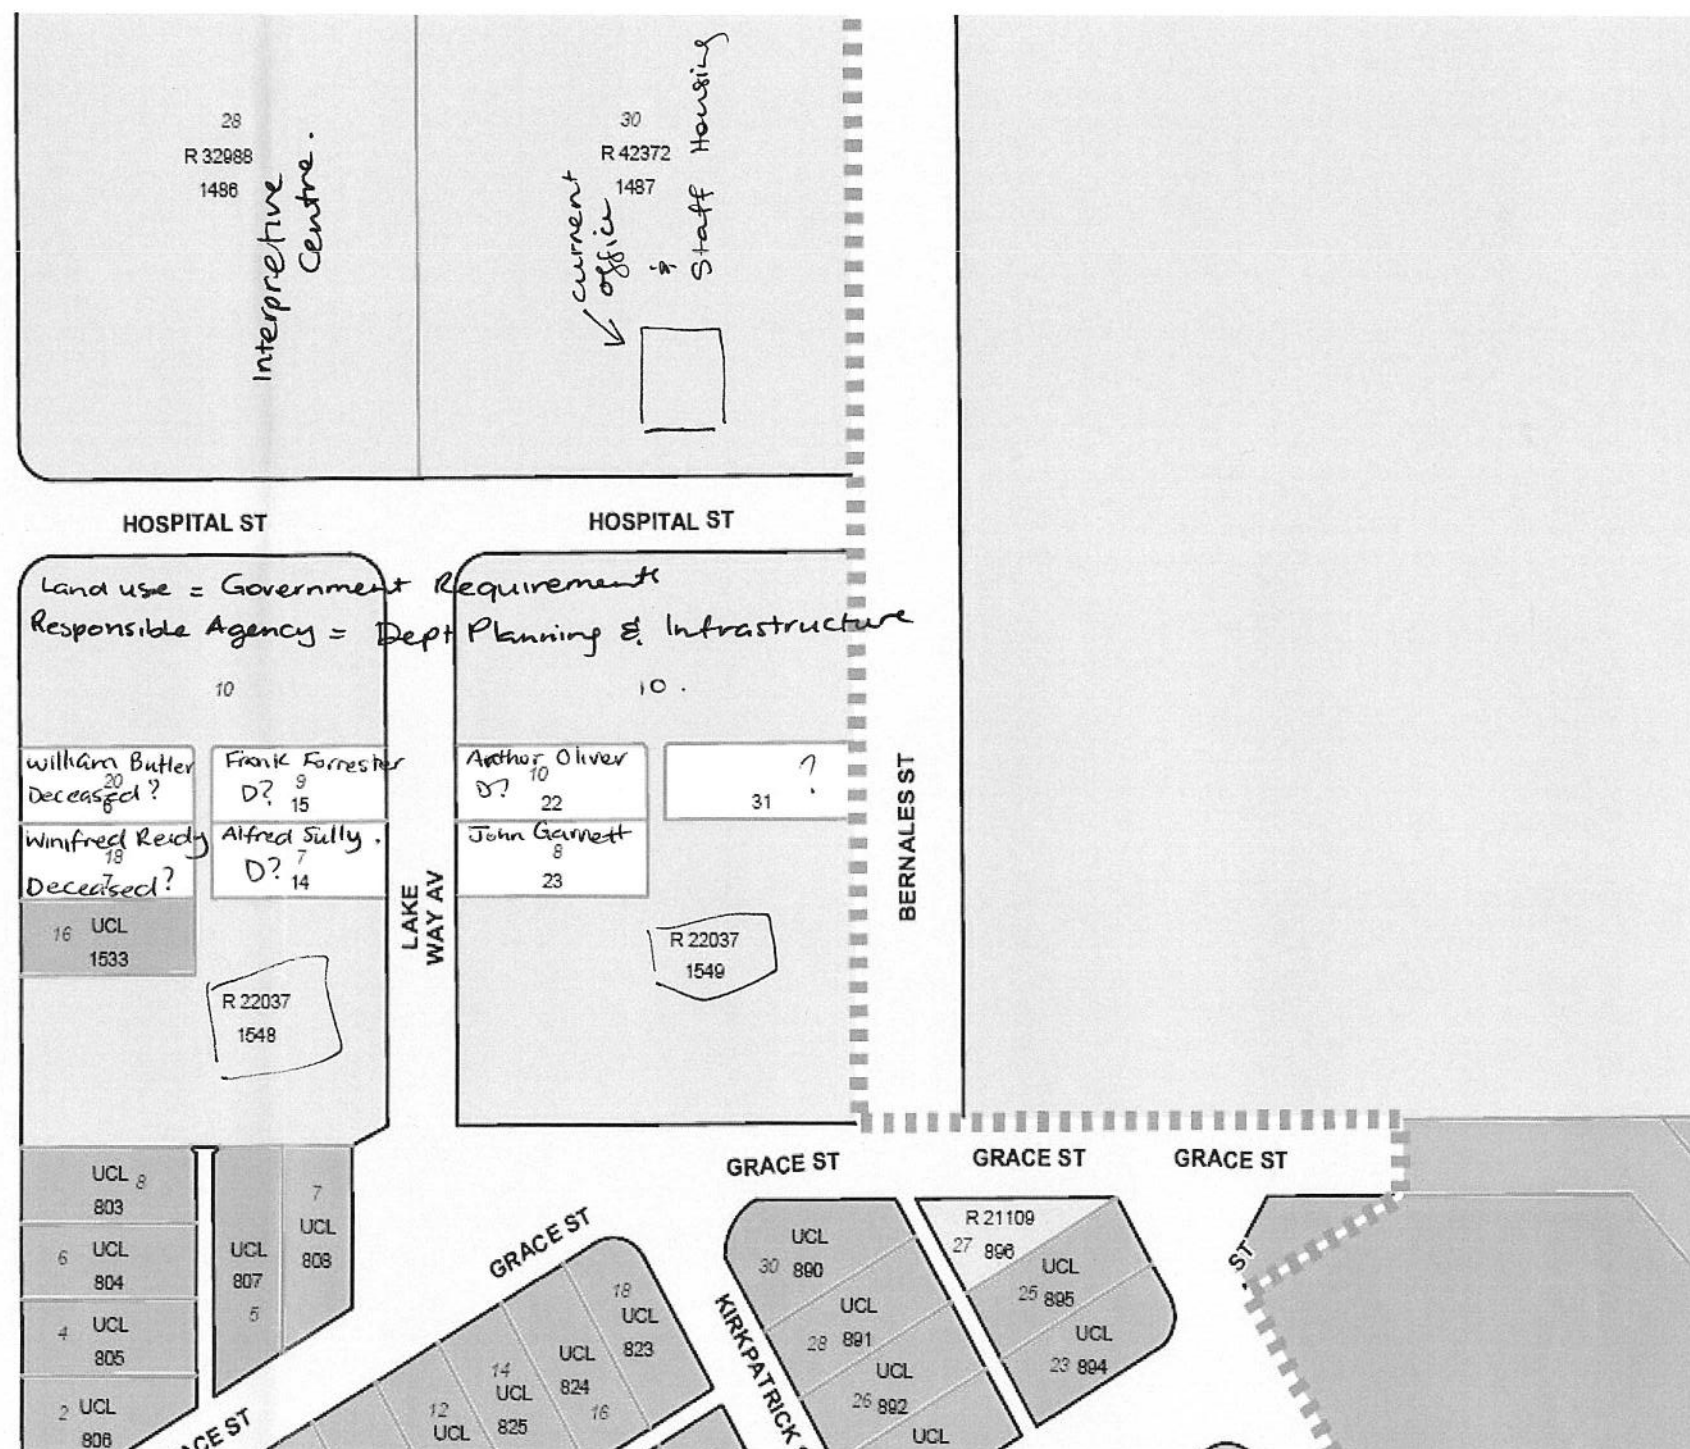 28
R 32988
1486
Interpretive
Centre.
30
R 42372
1487
current
office
&
Staff Housing
HOSPITAL ST
HOSPITAL ST
Land use = Government Requirements
Responsible Agency = Dept Planning & Infrastructure
10
10.
William Butler
20
Deceased?
6
Frank Forrester
D? 9
15
Arthor Oliver
D? 10
22
?
31
Winifred Reidy
18
Deceased?
7
Alfred Sully.
D? 7
14
John Garnett
8
23
LAKE
WAY AV
BERNALES ST
16 UCL
1533
R 22037
1548
R 22037
1549
GRACE ST
GRACE ST
GRACE ST
UCL 8
803
6 UCL
804
4 UCL
805
2 UCL
806
UCL
807
5
7
UCL
808
GRACE ST
18
UCL
823
UCL
824
16
14
UCL
825
12
UCL
KIRKPATRICK
UCL
30 890
UCL
28 891
UCL
26 892
UCL
R 21109
27 896
UCL
25 895
UCL
23 894
ST
ACE ST